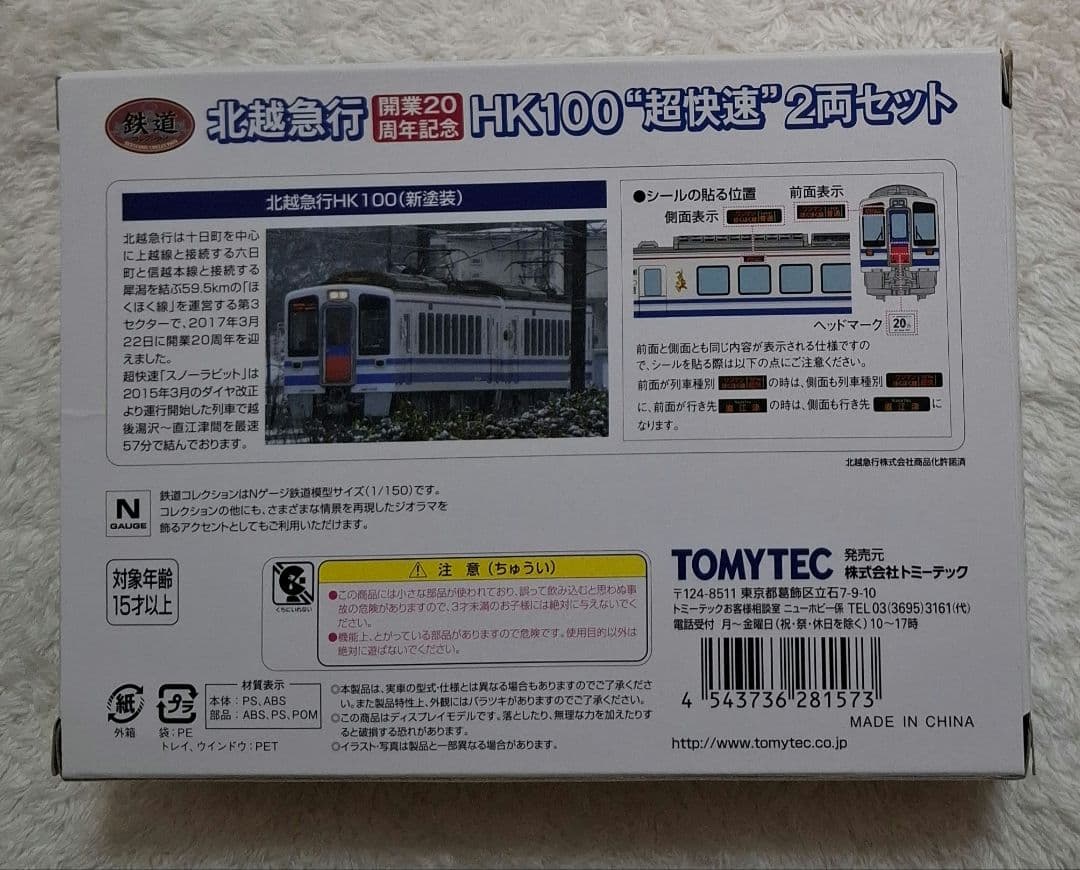 鉄道
北越急行 開業20周年記念 HK100“超快速”2両セット
北越急行HK100(新塗装)
北越急行は十日町を中心
に上越線と接続する六日
町と信越本線と接続する
犀潟を結ぶ59.5kmの「ほ
くほく線」を運営する第3
セクターで、2017年3月
22日に開業20周年を迎
えました。
超快速「スノーラビット」は
2015年3月のダイヤ改正
より運行開始した列車で越
後湯沢～直江津間を最速
57分で結んでおります。
●シールの貼る位置
前面表示
側面表示
ヘッドマーク 20
前面と側面とも同じ内容が表示される仕様ですの
で、シールを貼る際は以下の点にご注意ください。
前面が列車種別 の時は、側面も列車種別
に、前面が行き先 直江津 の時は、側面も行き先 直江津 に
なります。
北越急行株式会社商品化許諾済
N
GAUGE
鉄道コレクションはNゲージ鉄道模型サイズ(1/150)です。
コレクションの他にも、さまざまな情景を再現したジオラマを
飾るアクセントとしてもご利用いただけます。
対象年齢
15才以上
くちにいれない
注 意 (ちゅうい)
●この商品には小さな部品が使われており、誤って飲み込むと思わぬ事
故の危険がありますので、3才未満のお子様には絶対に与えないでく
ださい。
●機能上、とがっている部品がありますので危険です。使用目的以外は
絶対に遊ばないでください。
TOMYTEC 発売元
株式会社トミーテック
〒124-8511 東京都葛飾区立石7-9-10
トミーテックお客様相談室 ニューホビー係 TEL 03(3695)3161(代)
電話受付 月～金曜日(祝・祭・休日を除く)10～17時
4 543736 281573
MADE IN CHINA
http://www.tomytec.co.jp
紙
外箱
プラ
袋：PE
トレイ、ウインドウ：PET
材質表示
本体：PS、ABS
部品：ABS、PS、POM
◎本製品は、実車の型式・仕様とは異なる場合もありますのでご了承くださ
い。また製品特性上、外観にはバラツキがありますのでご了承ください。
◎この商品はディスプレイモデルです。落としたり、無理な力を加えたりす
ると破損する恐れがあります。
◎イラスト・写真は製品と一部異なる場合があります。